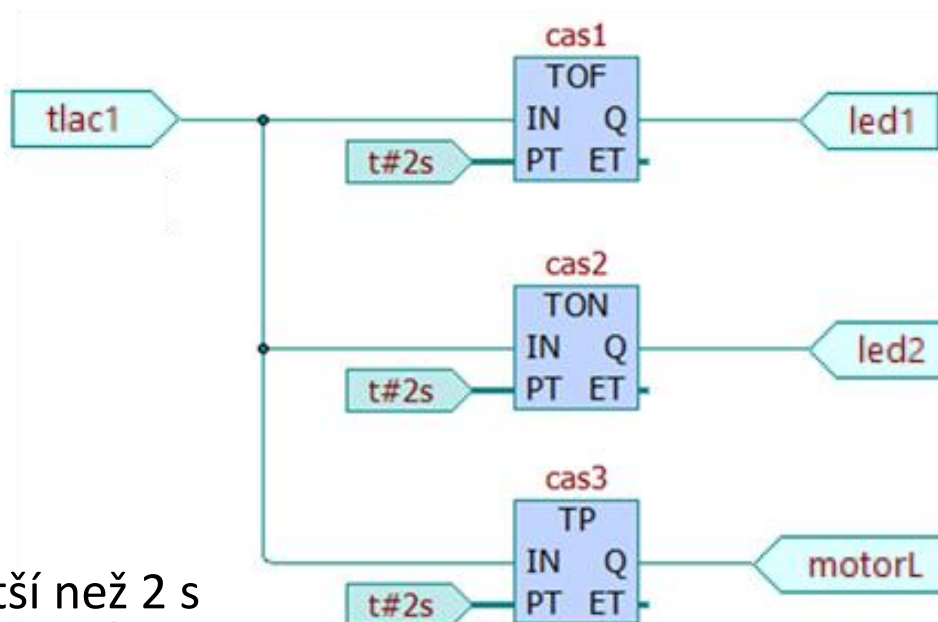 cas1
TOF
tlac1
IN Q
led1
t#2s
PT ET
cas2
TON
IN Q
led2
t#2s
PT ET
cas3
TP
IN Q
motorL
než 2 s
t#2s
PT ET